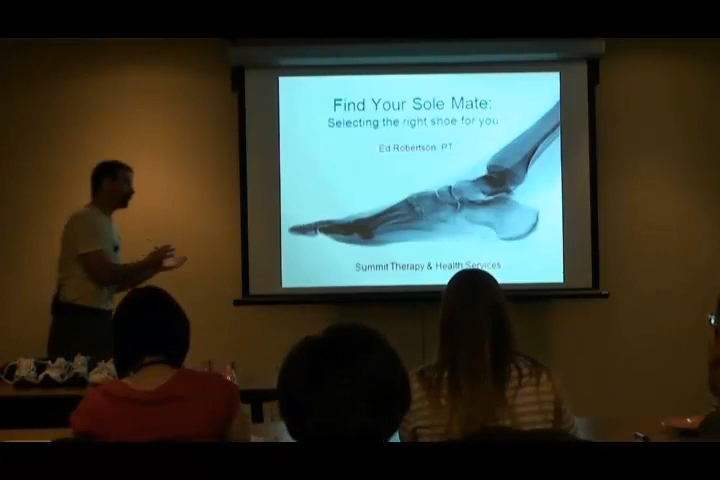 Find Your Sole Mate:
Selecting the right shoe for you
Ed Robertson, PT
Summit Therapy & Health Services